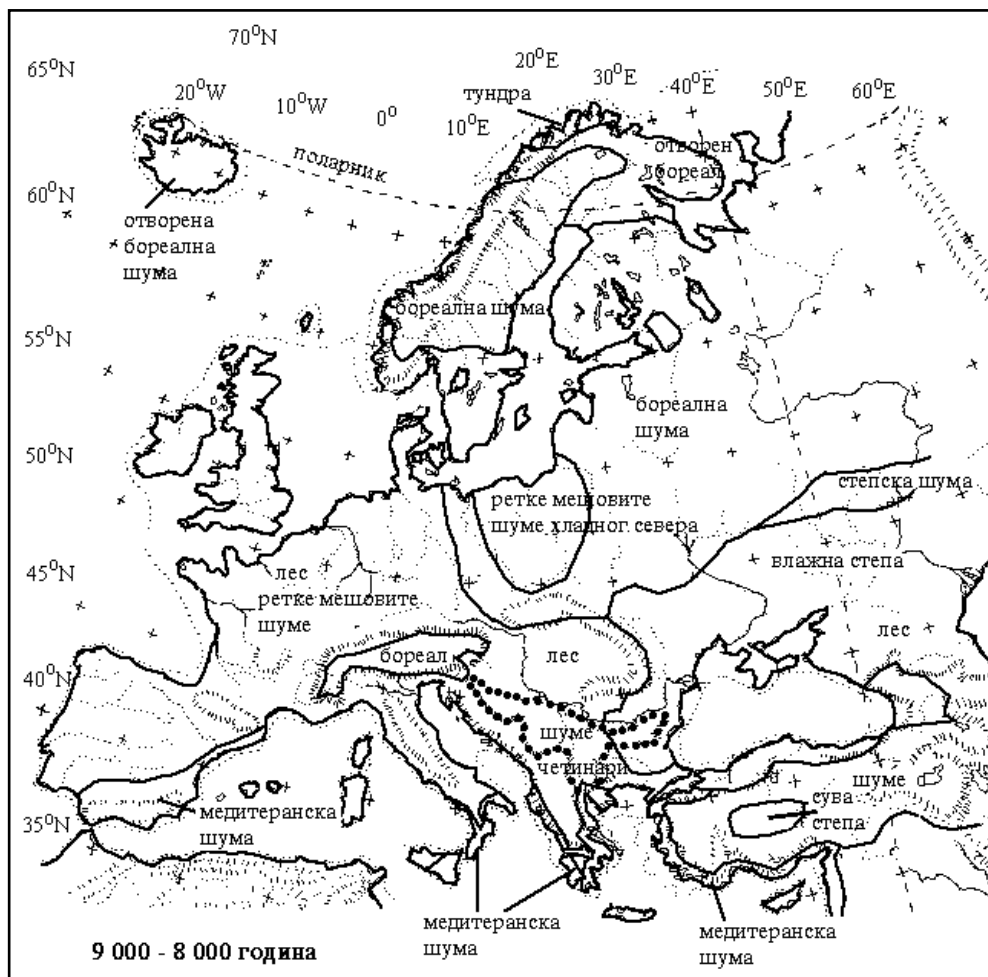 70⁰N
65⁰N
20⁰W
10⁰W
0⁰
10⁰E
20⁰E
30⁰E
40⁰E
50⁰E
60⁰E
тундра
поларник
отворен
бореал
60⁰N
отворена
бореална
шума
бореална шума
55⁰N
бореална
шума
50⁰N
ретке мешовите
шуме хладног севера
степска шума
45⁰N
лес
ретке мешовите
шуме
влажна степа
лес
бореал
лес
40⁰N
шуме
четинари
шуме
сува
степа
35⁰N
медитеранска
шума
медитеранска
шума
медитеранска
шума
9 000 - 8 000 година